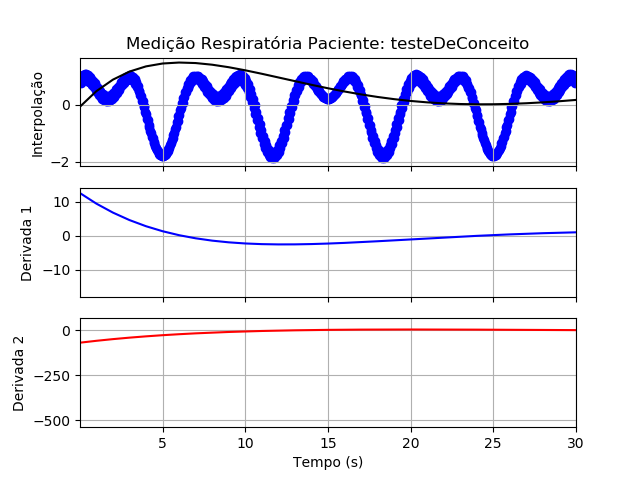 Medição Respiratória Paciente: testeDeConceito
Interpolação
0
−2
Derivada 1
10
0
−10
Derivada 2
0
−250
−500
5 10 15 20 25 30
Tempo (s)